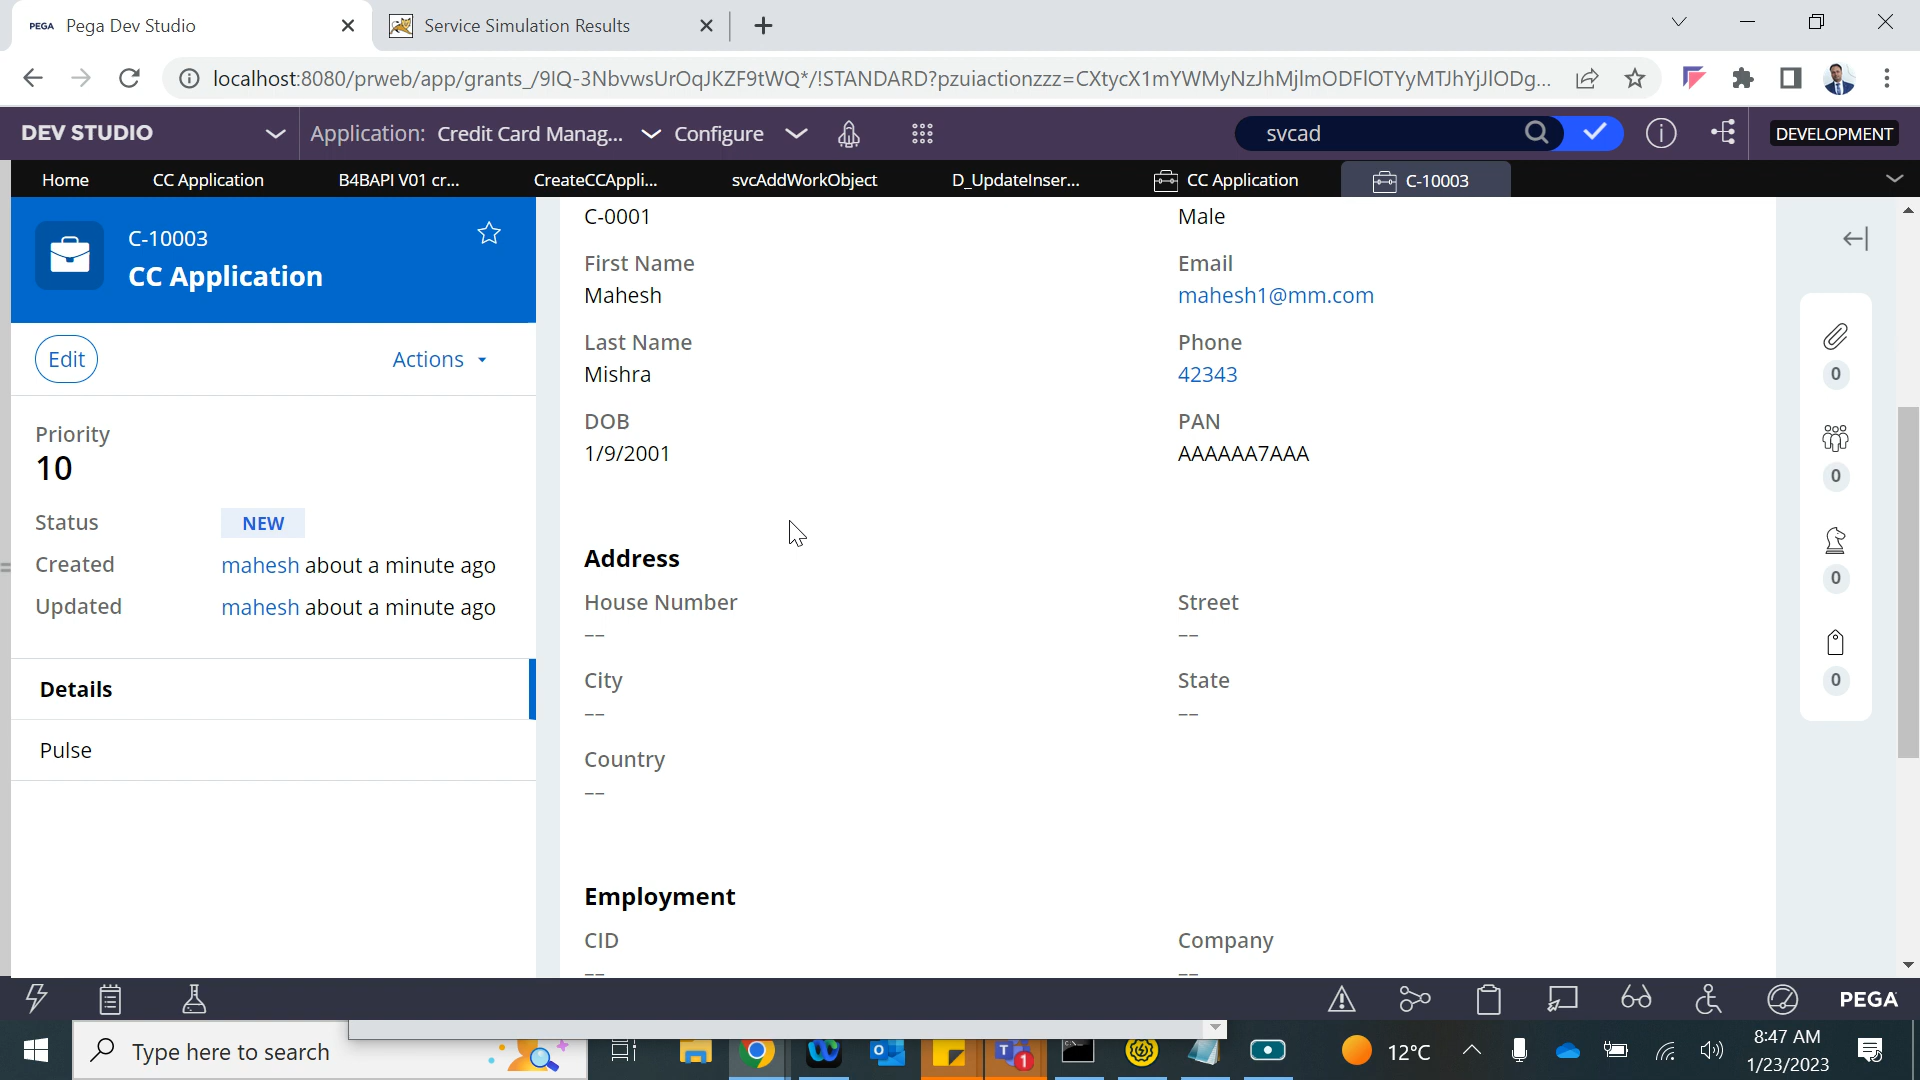 PEGA Pega Dev Studio
Service Simulation Results
localhost:8080/prweb/app/grants_/9IQ-3NbvwsUrOqJKZF9tWQ*/!STANDARD?pzuiactionzzz=CXtycX1mYWMyNzJhMjlmODFlOTYyMTJhYjJlODg...
DEV STUDIO
Application: Credit Card Manag...
Configure
svcad
DEVELOPMENT
Home
CC Application
B4BAPI V01 cr...
CreateCCAppli...
svcAddWorkObject
D_UpdateInser...
CC Application
C-10003
C-10003
CC Application
Edit
Actions
Priority
10
Status NEW
Created mahesh about a minute ago
Updated mahesh about a minute ago
Details
Pulse
C-0001
Male
First Name
Mahesh
Email
mahesh1@mm.com
Last Name
Mishra
Phone
42343
DOB
1/9/2001
PAN
AAAAAA7AAA
Address
House Number
--
Street
--
City
--
State
--
Country
--
Employment
CID
--
Company
--
0
0
0
0
PEGA
Type here to search
1
12°C
8:47 AM
1/23/2023